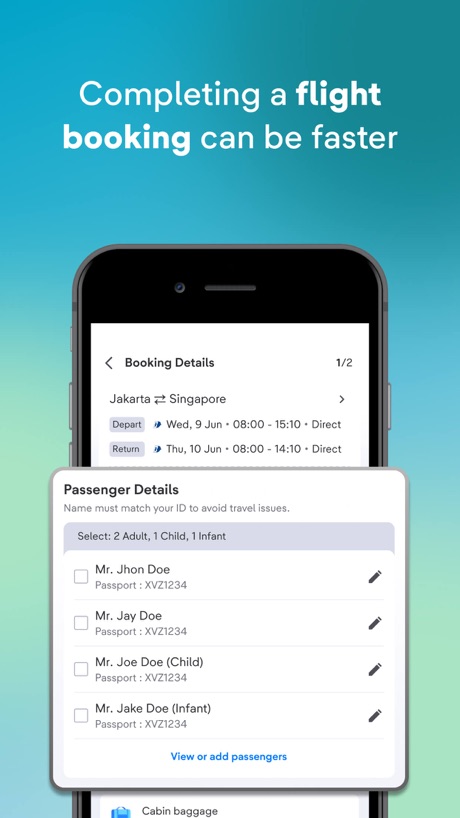 Completing a flight
booking can be faster
Booking Details 1/2
Jakarta ⇄ Singapore
Depart Wed, 9 Jun • 08:00 - 15:10 • Direct
Return Thu, 10 Jun • 08:00 - 14:10 • Direct
Passenger Details
Name must match your ID to avoid travel issues.
Select: 2 Adult, 1 Child, 1 Infant
Mr. Jhon Doe
Passport : XVZ1234
Mr. Jay Doe
Passport : XVZ1234
Mr. Joe Doe (Child)
Passport : XVZ1234
Mr. Jake Doe (Infant)
Passport : XVZ1234
View or add passengers
Cabin baggage